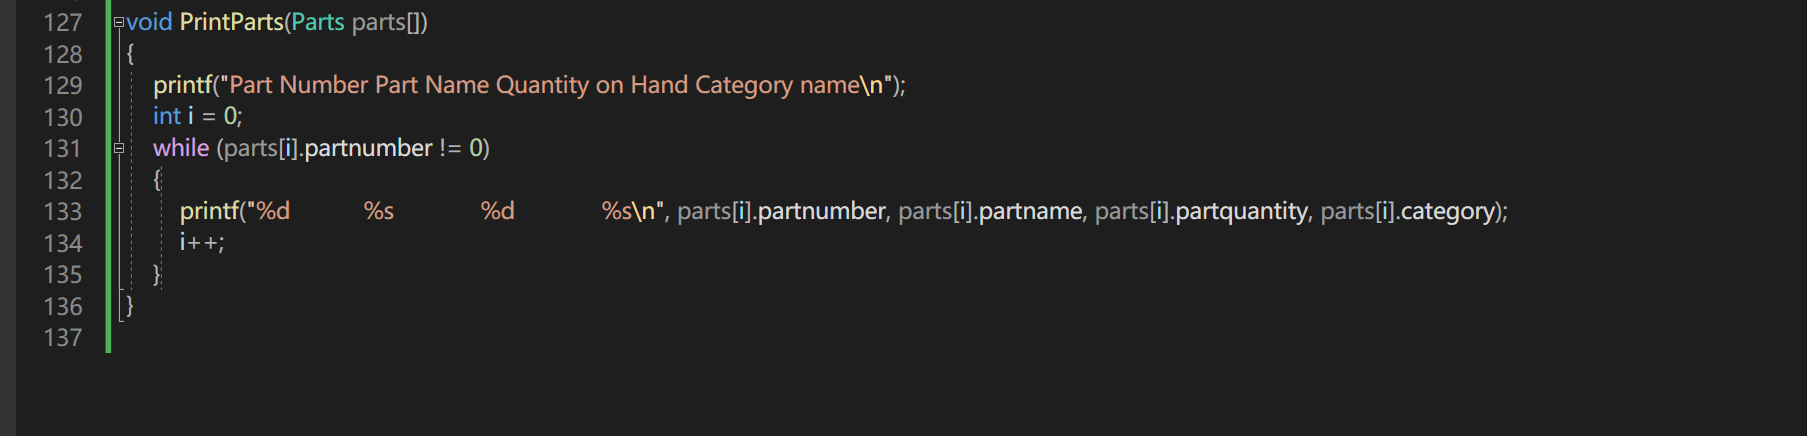 127 void PrintParts(Parts parts[])
128 {
129 printf("Part Number Part Name Quantity on Hand Category name\n");
130 int i = 0;
131 while (parts[i].partnumber != 0)
132 {
133 printf("%d %s %d %s\n", parts[i].partnumber, parts[i].partname, parts[i].partquantity, parts[i].category);
134 i++;
135 }
136 }
137